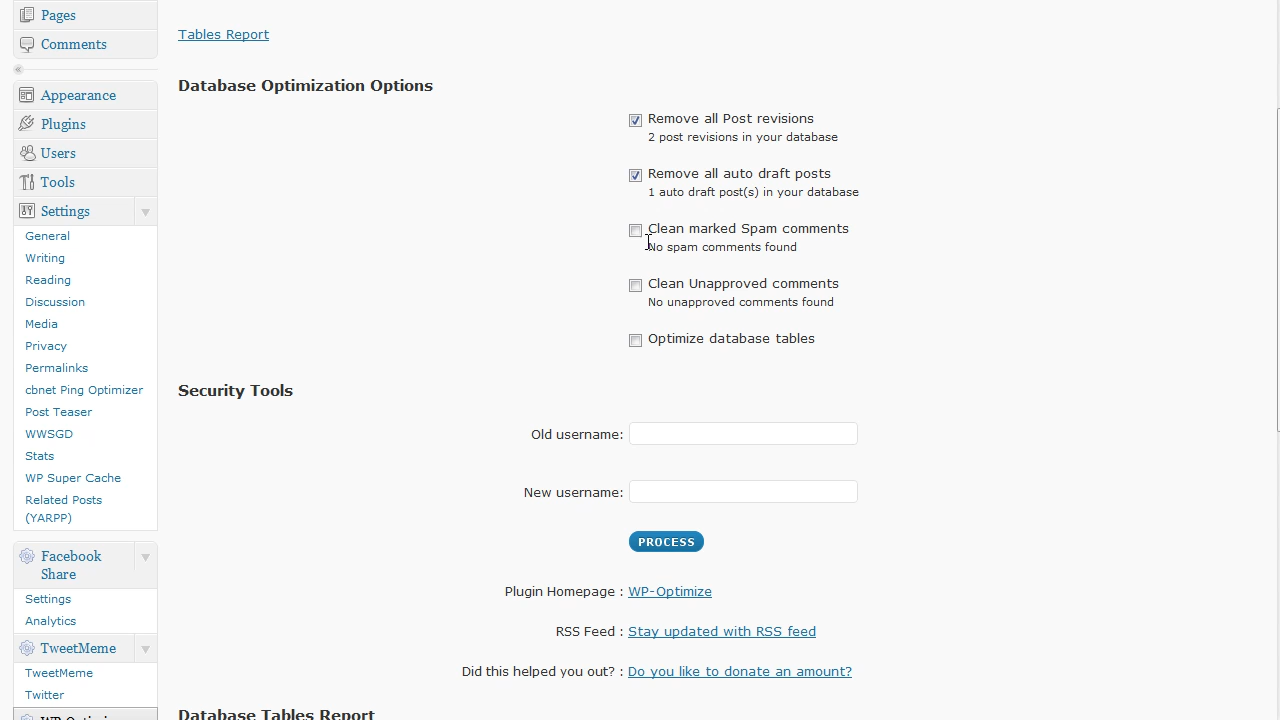 Pages
Comments
Appearance
Plugins
Users
Tools
Settings
General
Writing
Reading
Discussion
Media
Privacy
Permalinks
cbnet Ping Optimizer
Post Teaser
WWSGD
Stats
WP Super Cache
Related Posts
(YARPP)
Facebook
Share
Settings
Analytics
TweetMeme
TweetMeme
Twitter
Tables Report
Database Optimization Options
Remove all Post revisions
2 post revisions in your database
Remove all auto draft posts
1 auto draft post(s) in your database
Clean marked Spam comments
No spam comments found
Clean Unapproved comments
No unapproved comments found
Optimize database tables
Security Tools
Old username:
New username:
PROCESS
Plugin Homepage : WP-Optimize
RSS Feed : Stay updated with RSS feed
Did this helped you out? : Do you like to donate an amount?
Database Tables Report